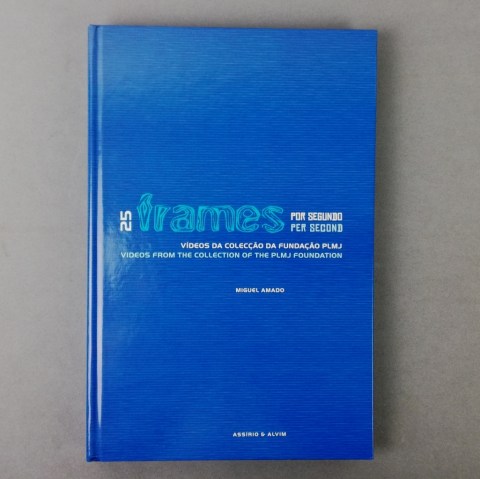 25 frames POR SEGUNDO
PER SECOND
VÍDEOS DA COLECÇÃO DA FUNDAÇÃO PLMJ
VIDEOS FROM THE COLLECTION OF THE PLMJ FOUNDATION
MIGUEL AMADO
ASSÍRIO & ALVIM